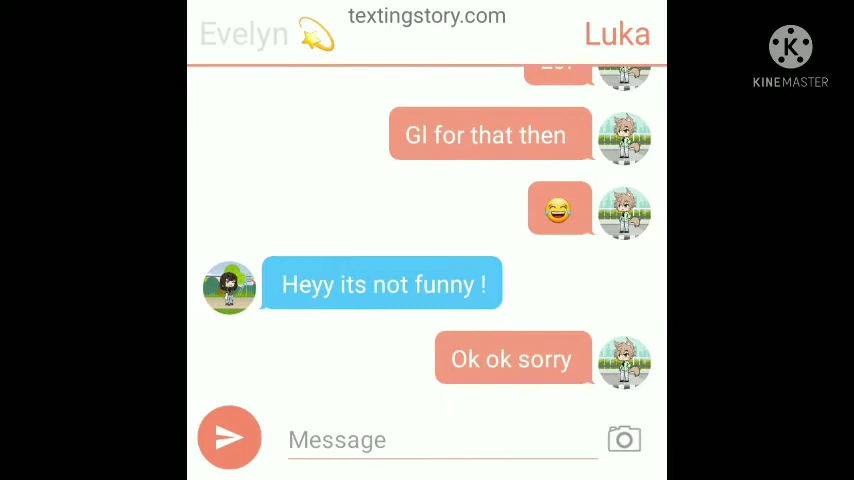 textingstory.com
Evelyn 💫
Luka
KINEMASTER
Gl for that then
😂
Heyy its not funny !
Ok ok sorry
Message